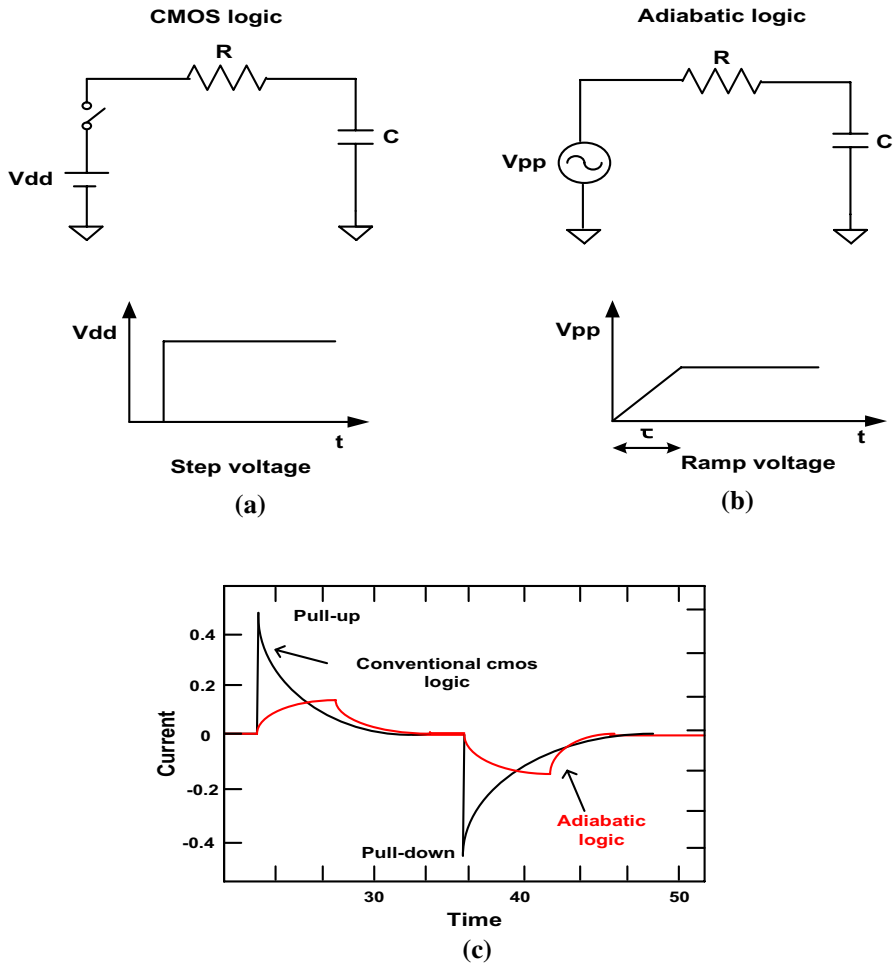 CMOS logic
R
C
Vdd
Vdd
t
Step voltage
(a)
Adiabatic logic
R
C
Vpp
Vpp
τ
t
Ramp voltage
(b)
Pull-up
Conventional cmos
logic
Adiabatic
logic
Pull-down
Current
0.4
0.2
0
-0.2
-0.4
30
40
50
Time
(c)